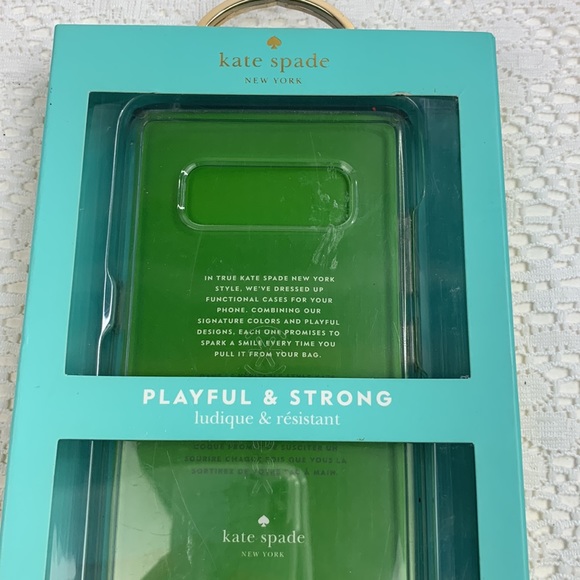 kate spade
NEW YORK
IN TRUE KATE SPADE NEW YORK
STYLE, WE'VE DRESSED UP
FUNCTIONAL CASES FOR YOUR
PHONE. COMBINING OUR
SIGNATURE COLORS AND PLAYFUL
DESIGNS, EACH ONE PROMISES TO
SPARK A SMILE EVERY TIME YOU
PULL IT FROM YOUR BAG.
PLAYFUL & STRONG
ludique & résistant
kate spade
NEW YORK